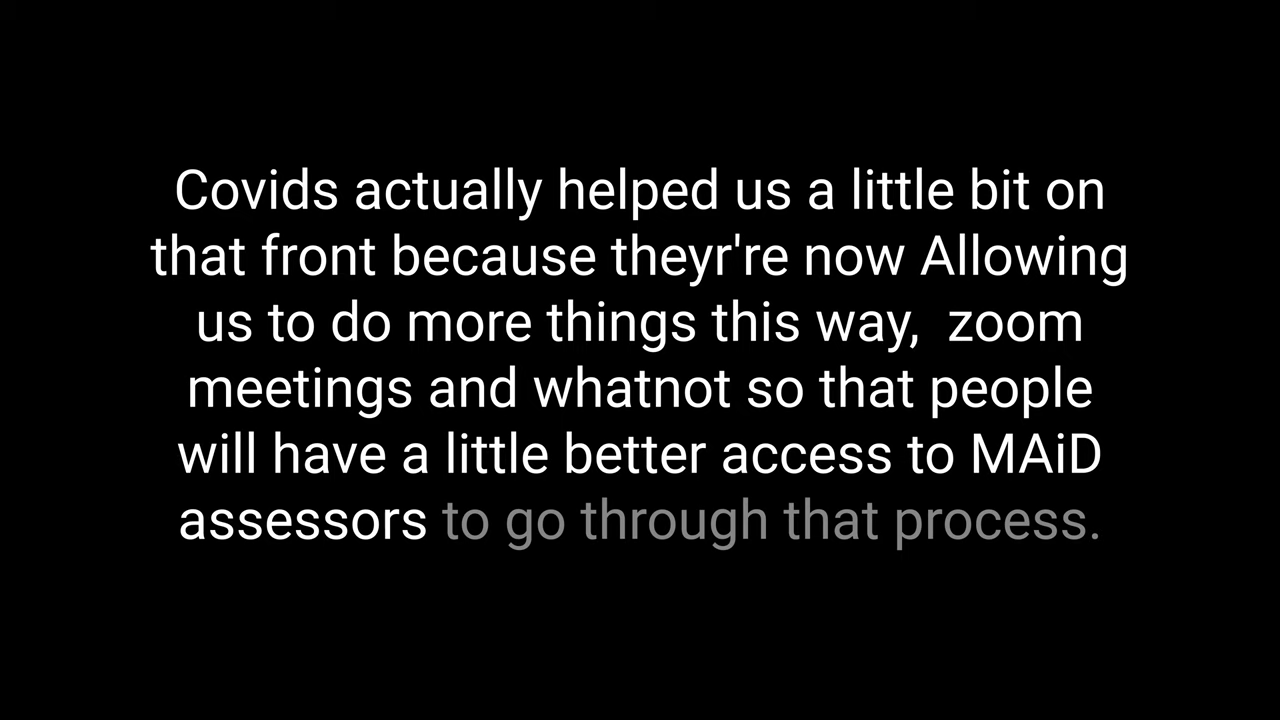 Covids actually helped us a little bit on
that front because theyr're now Allowing
us to do more things this way,  zoom
meetings and whatnot so that people
will have a little better access to MAiD
assessors to go through that process.